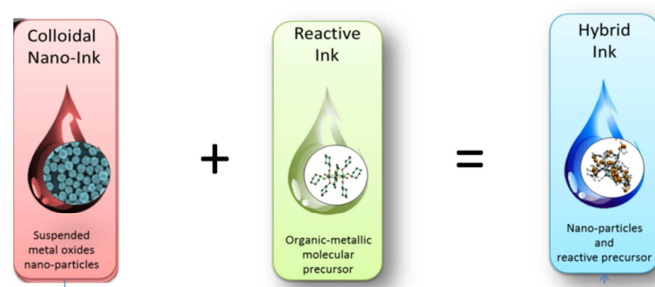 Colloidal
Nano-Ink
Suspended
metal oxides
nano-particles
+
Reactive
Ink
Organic-metallic
molecular
precursor
=
Hybrid
Ink
Nano-particles
and
reactive precursor